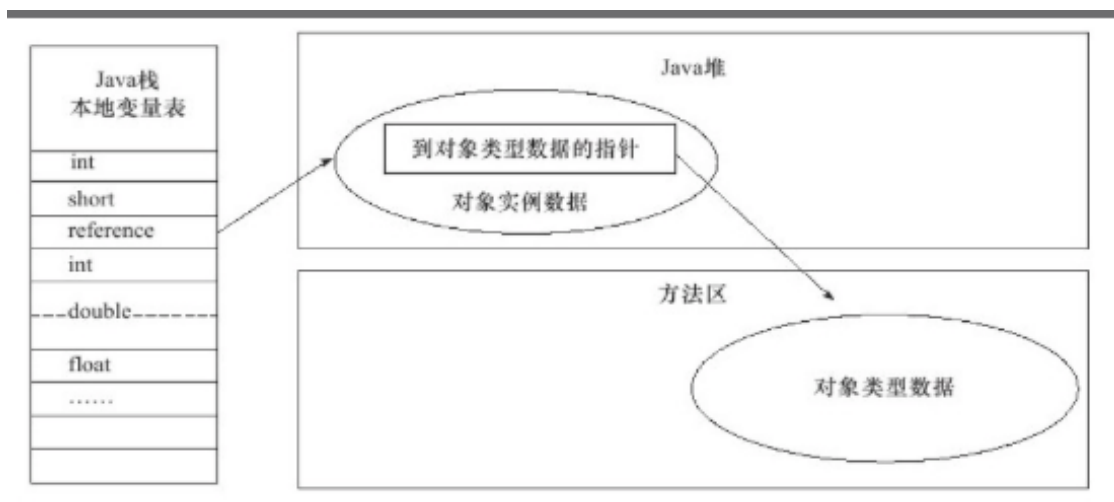 Java栈
本地变量表
int
short
reference
int
double
float
……
Java堆
到对象类型数据的指针
对象实例数据
方法区
对象类型数据